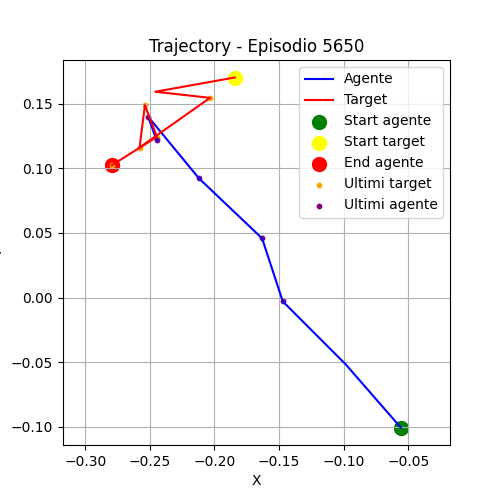 Trajectory - Episodio 5650
Agente
Target
Start agente
Start target
End agente
Ultimi target
Ultimi agente
0.15
0.10
0.05
0.00
−0.05
−0.10
−0.30
−0.25
−0.20
−0.15
−0.10
−0.05
X